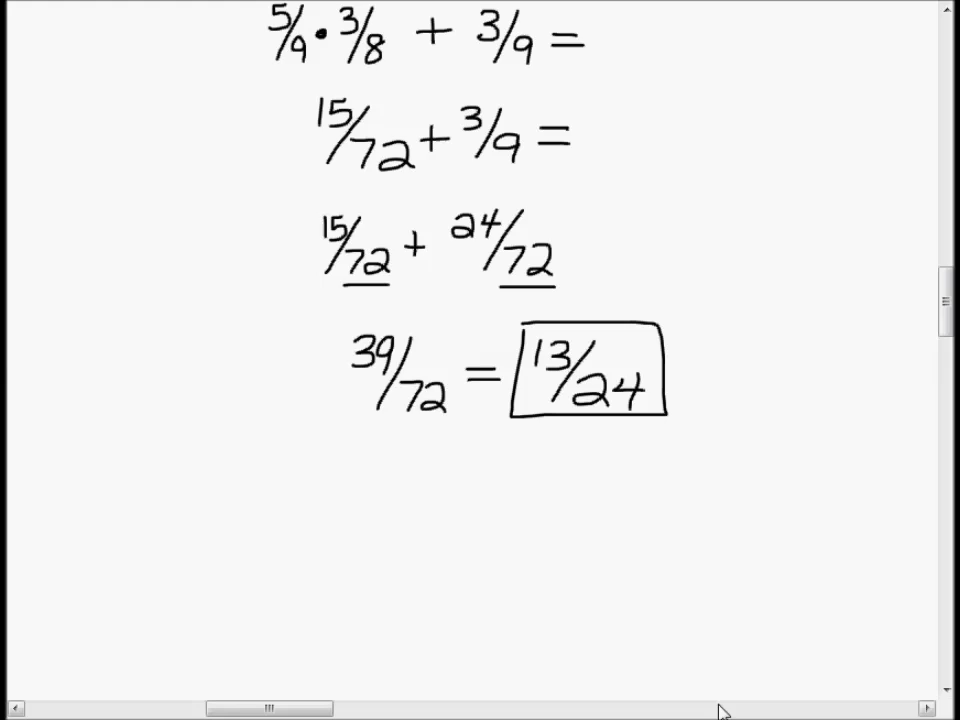 5/9 • 3/8 + 3/9 =
15/72 + 3/9 =
15/72 + 24/72
39/72 = 13/24